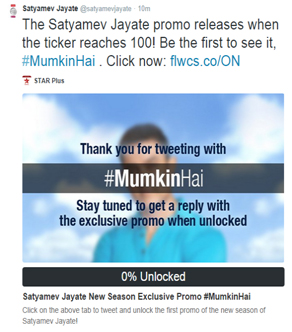 Satyamev Jayate @satyamevjayate · 10m
The Satyamev Jayate promo releases when
the ticker reaches 100! Be the first to see it,
#MumkinHai . Click now: flwcs.co/ON
STAR Plus
Thank you for tweeting with
#MumkinHai
Stay tuned to get a reply with
the exclusive promo when unlocked
0% Unlocked
Satyamev Jayate New Season Exclusive Promo #MumkinHai
Click on the above tab to tweet and unlock the first promo of the new season of
Satyamev Jayate!